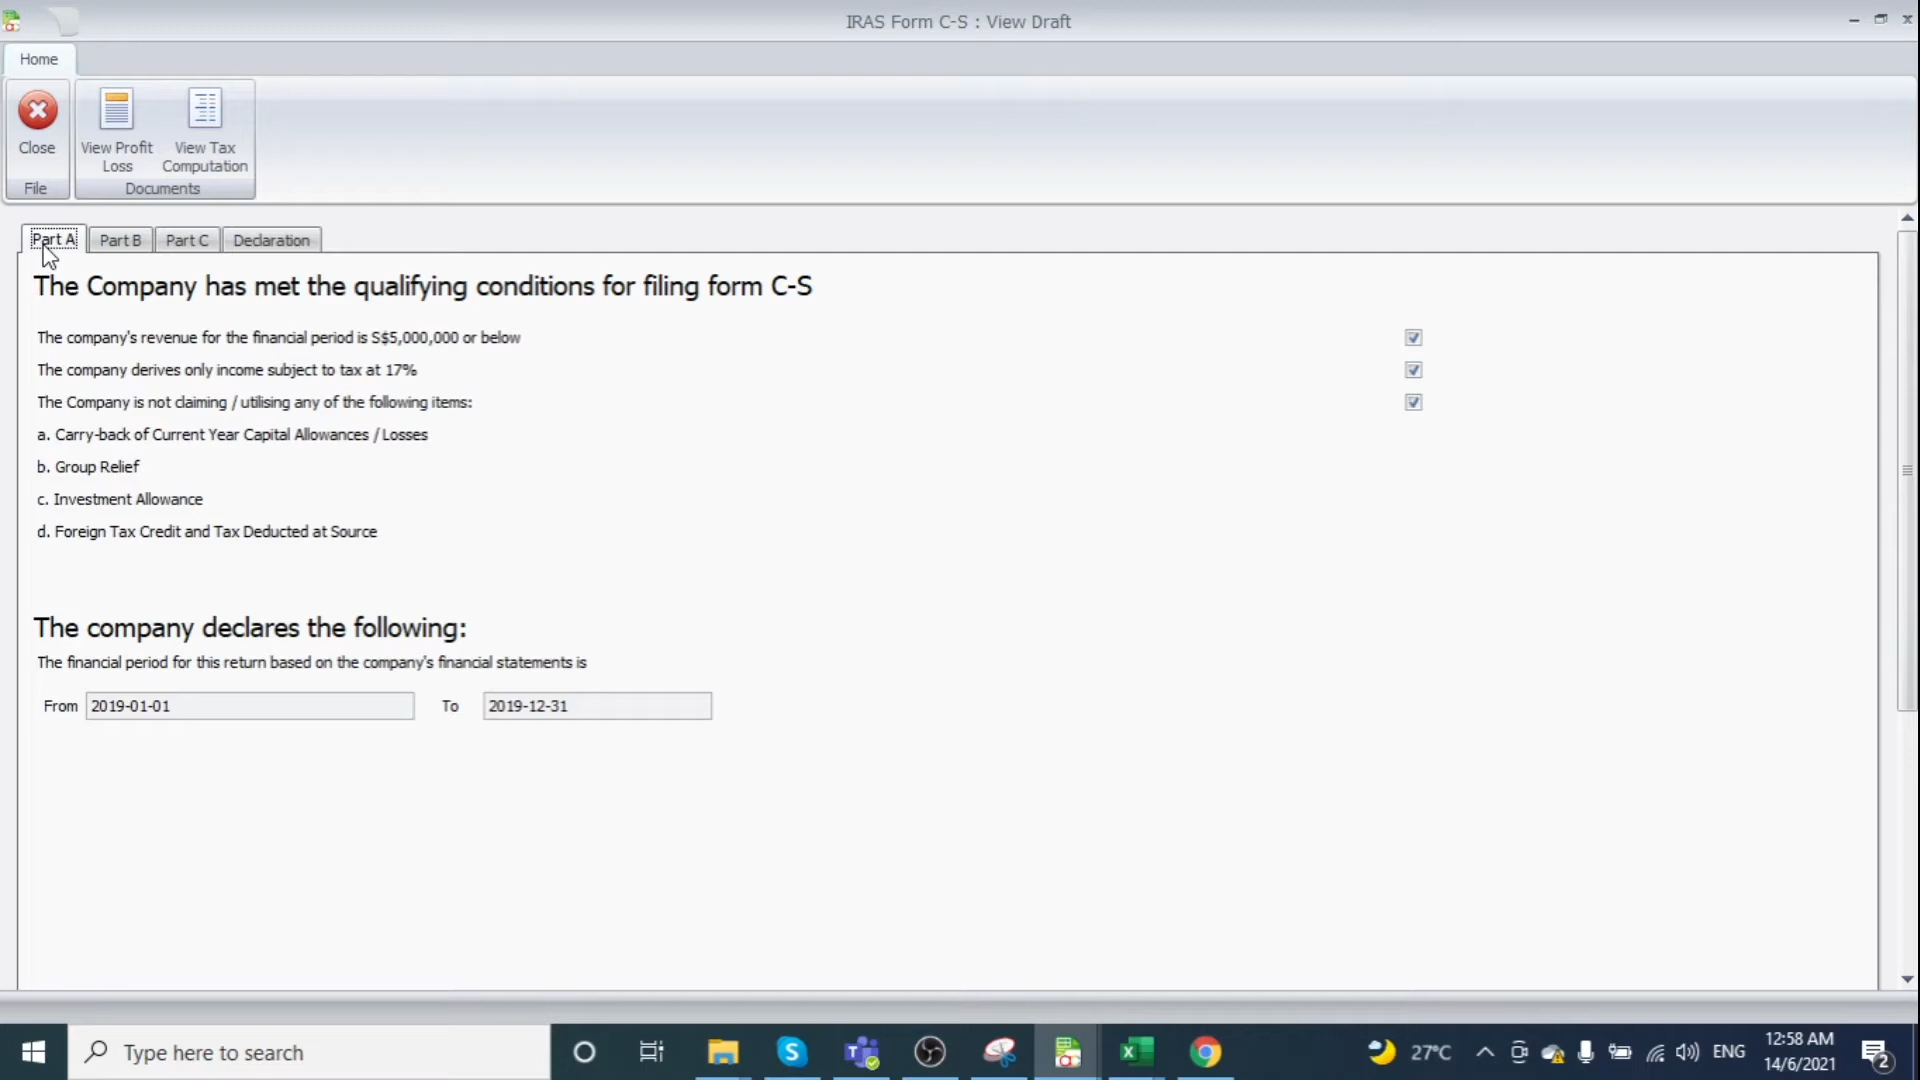 IRAS Form C-S : View Draft
Home
Close
View Profit Loss
View Tax Computation
File
Documents
Part A
Part B
Part C
Declaration
The Company has met the qualifying conditions for filing form C-S
The company's revenue for the financial period is S$5,000,000 or below
The company derives only income subject to tax at 17%
The Company is not claiming / utilising any of the following items:
a. Carry-back of Current Year Capital Allowances / Losses
b. Group Relief
c. Investment Allowance
d. Foreign Tax Credit and Tax Deducted at Source
The company declares the following:
The financial period for this return based on the company's financial statements is
From 2019-01-01 To 2019-12-31
Type here to search
27°C
ENG
12:58 AM
14/6/2021
2